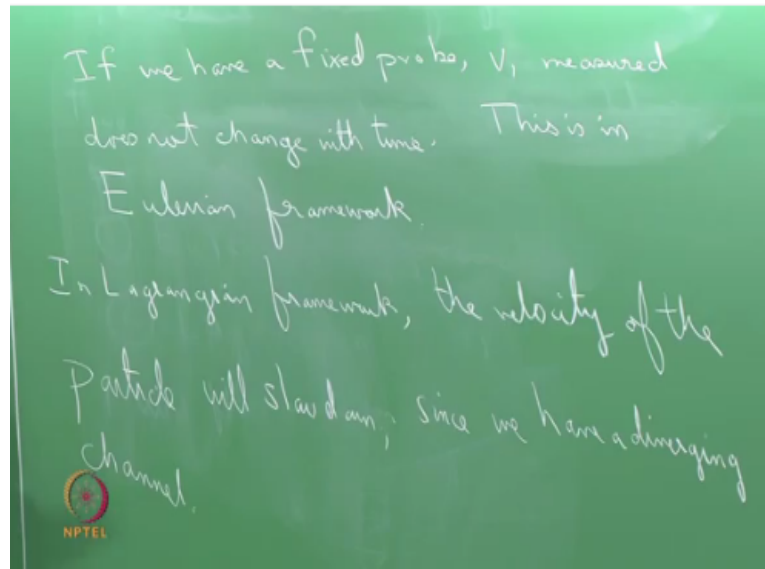 If we have a fixed probe, V, measured
does not change with time. This is in
Eulerian framework.
In Lagrangian framework, the velocity of the
particle will slow down, since we have a diverging
channel.
NPTEL